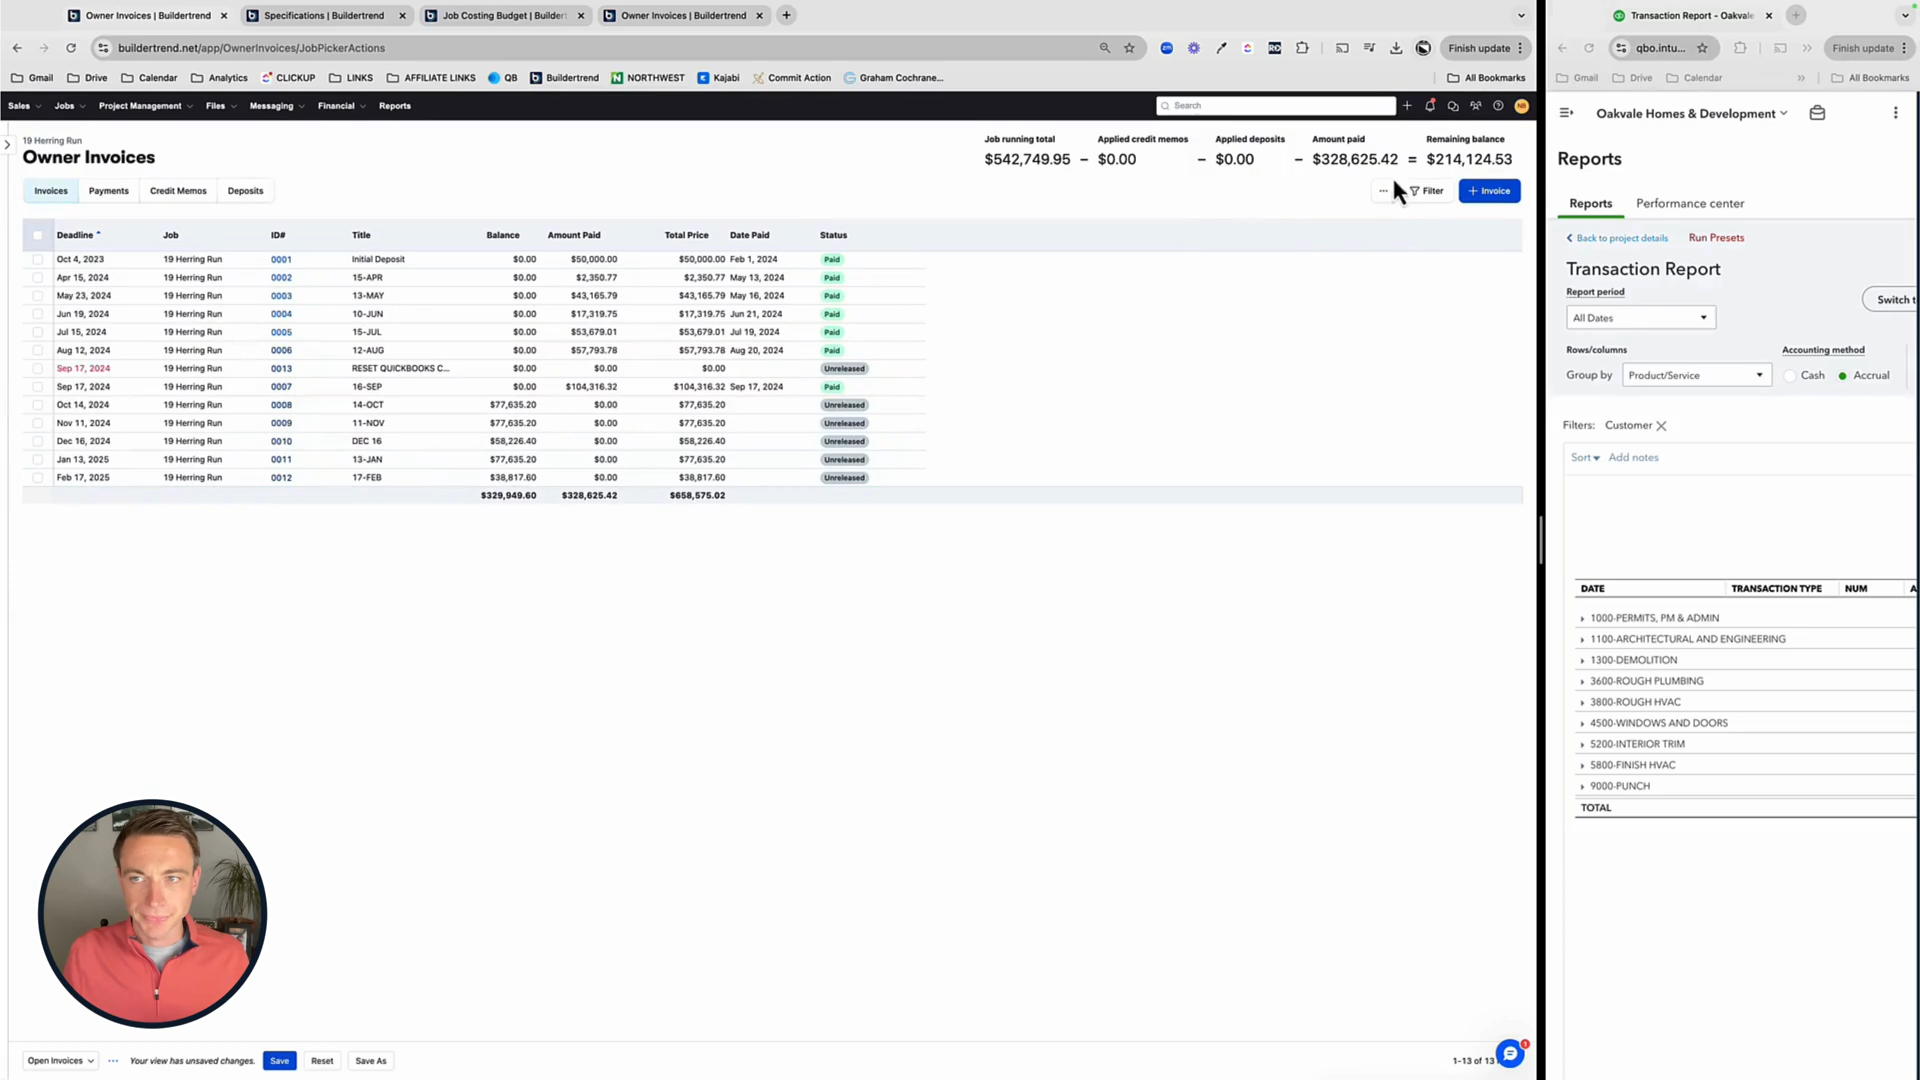 Owner Invoices | Buildertrend
Specifications | Buildertrend
Job Costing Budget | Buildert
Owner Invoices | Buildertrend
buildertrend.net/app/OwnerInvoices/JobPickerActions
Finish update
Gmail
Drive
Calendar
Analytics
CLICKUP
LINKS
AFFILIATE LINKS
QB
Buildertrend
NORTHWEST
Kajabi
Commit Action
Graham Cochrane...
All Bookmarks
Sales
Jobs
Project Management
Files
Messaging
Financial
Reports
Search
NB
19 Herring Run
Owner Invoices
Job running total Applied credit memos Applied deposits Amount paid Remaining balance
$542,749.95 – $0.00 – $0.00 – $328,625.42 = $214,124.53
Invoices Payments Credit Memos Deposits
... Filter + Invoice
Deadline Job ID# Title Balance Amount Paid Total Price Date Paid Status
Oct 4, 2023 19 Herring Run 0001 Initial Deposit $0.00 $50,000.00 $50,000.00 Feb 1, 2024 Paid
Apr 15, 2024 19 Herring Run 0002 15-APR $0.00 $2,350.77 $2,350.77 May 13, 2024 Paid
May 23, 2024 19 Herring Run 0003 13-MAY $0.00 $43,165.79 $43,165.79 May 16, 2024 Paid
Jun 19, 2024 19 Herring Run 0004 10-JUN $0.00 $17,319.75 $17,319.75 Jun 21, 2024 Paid
Jul 15, 2024 19 Herring Run 0005 15-JUL $0.00 $53,679.01 $53,679.01 Jul 19, 2024 Paid
Aug 12, 2024 19 Herring Run 0006 12-AUG $0.00 $57,793.78 $57,793.78 Aug 20, 2024 Paid
Sep 17, 2024 19 Herring Run 0013 RESET QUICKBOOKS C... $0.00 $0.00 $0.00 Unreleased
Sep 17, 2024 19 Herring Run 0007 16-SEP $0.00 $104,316.32 $104,316.32 Sep 17, 2024 Paid
Oct 14, 2024 19 Herring Run 0008 14-OCT $77,635.20 $0.00 $77,635.20 Unreleased
Nov 11, 2024 19 Herring Run 0009 11-NOV $77,635.20 $0.00 $77,635.20 Unreleased
Dec 16, 2024 19 Herring Run 0010 DEC 16 $58,226.40 $0.00 $58,226.40 Unreleased
Jan 13, 2025 19 Herring Run 0011 13-JAN $77,635.20 $0.00 $77,635.20 Unreleased
Feb 17, 2025 19 Herring Run 0012 17-FEB $38,817.60 $0.00 $38,817.60 Unreleased
$329,949.60 $328,625.42 $658,575.02
Open Invoices ... Your view has unsaved changes. Save Reset Save As
1-13 of 13
1
Transaction Report - Oakvale
qbo.intu...
Finish update
Gmail
Drive
Calendar
All Bookmarks
Oakvale Homes & Development
Reports
Reports Performance center
Back to project details Run Presets
Transaction Report
Report period
Switch t
All Dates
Rows/columns Accounting method
Group by Product/Service Cash Accrual
Filters: Customer
Sort Add notes
DATE TRANSACTION TYPE NUM A
1000-PERMITS, PM & ADMIN
1100-ARCHITECTURAL AND ENGINEERING
1300-DEMOLITION
3600-ROUGH PLUMBING
3800-ROUGH HVAC
4500-WINDOWS AND DOORS
5200-INTERIOR TRIM
5800-FINISH HVAC
9000-PUNCH
TOTAL